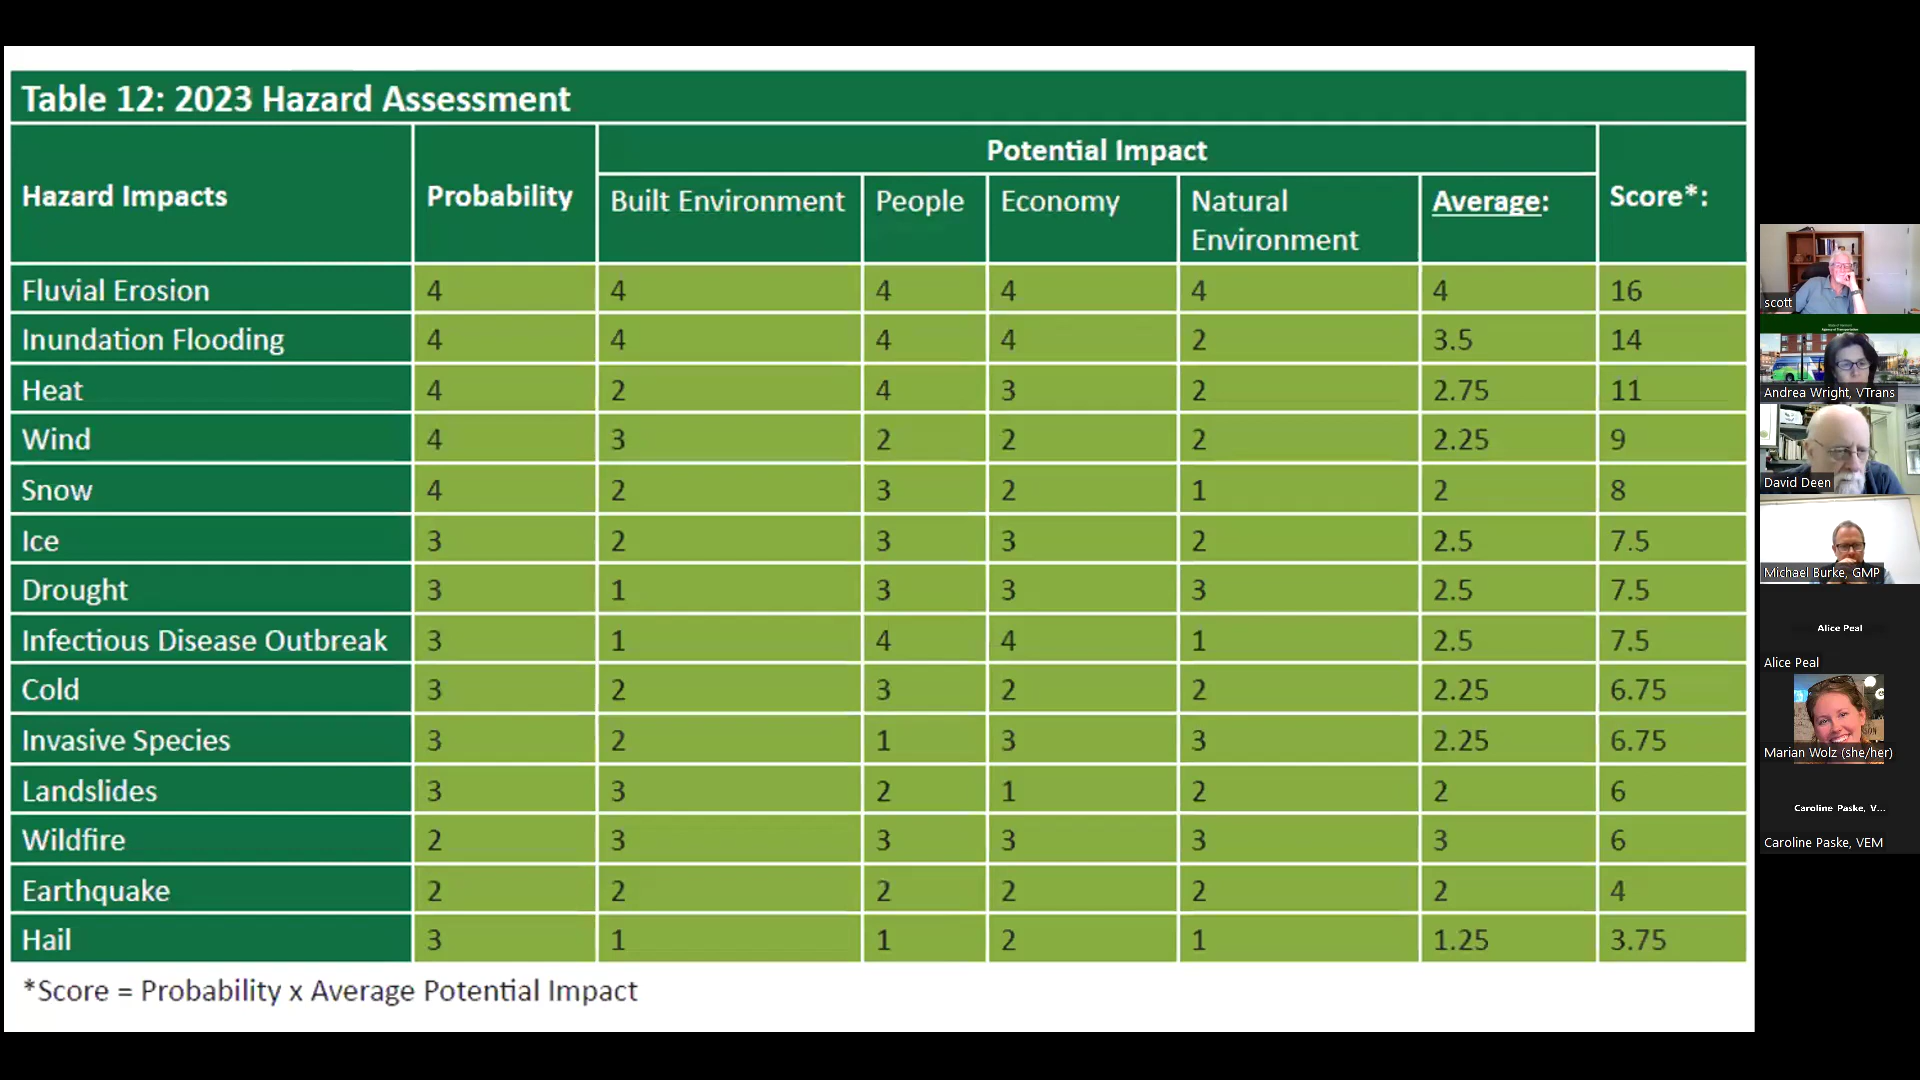 Table 12: 2023 Hazard Assessment
Hazard Impacts Probability Potential Impact Score*:
Built Environment People Economy Natural Environment Average:
Fluvial Erosion 4 4 4 4 4 4 16
Inundation Flooding 4 4 4 4 2 3.5 14
Heat 4 2 4 3 2 2.75 11
Wind 4 3 2 2 2 2.25 9
Snow 4 2 3 2 1 2 8
Ice 3 2 3 3 2 2.5 7.5
Drought 3 1 3 3 3 2.5 7.5
Infectious Disease Outbreak 3 1 4 4 1 2.5 7.5
Cold 3 2 3 2 2 2.25 6.75
Invasive Species 3 2 1 3 3 2.25 6.75
Landslides 3 3 2 1 2 2 6
Wildfire 2 3 3 3 3 3 6
Earthquake 2 2 2 2 2 2 4
Hail 3 1 1 2 1 1.25 3.75
*Score = Probability x Average Potential Impact
scott
Andrea Wright, VTrans
David Deen
Michael Burke, GMP
Alice Peal
Alice Peal
Marian Wolz (she/her)
Caroline Paske, V...
Caroline Paske, VEM